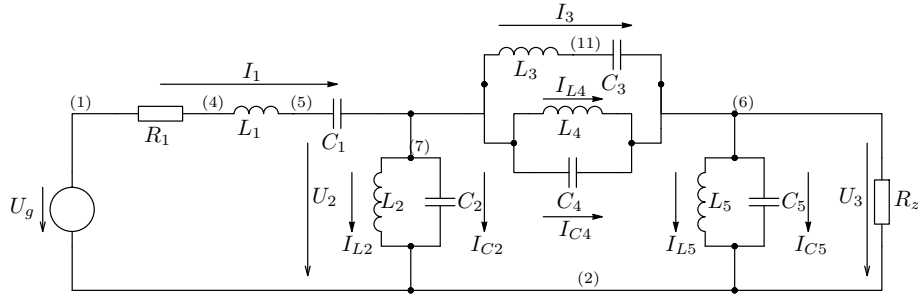 I3
(11)
L3
C3
I1
IL4
(1)
(4)
(5)
(6)
R1
L1
C1
L4
(7)
Ug
U2
L2
C2
C4
L5
C5
U3
Rz
IL2
IC2
IC4
IL5
IC5
(2)